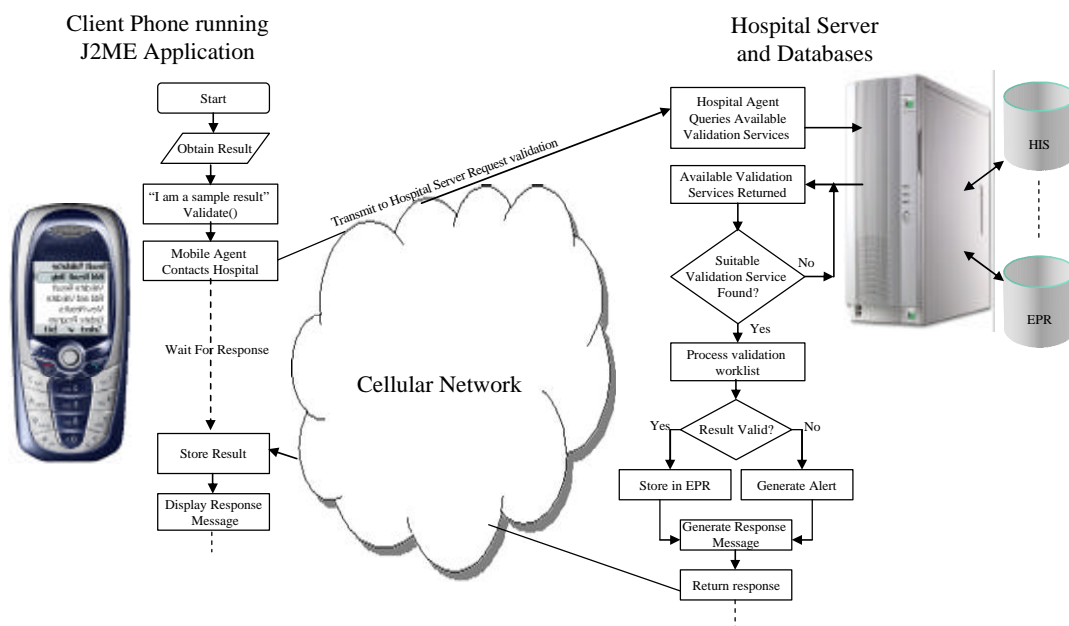 Client Phone running
J2ME Application
Hospital Server
and Databases
Start
Obtain Result
“I am a sample result”
Validate()
Mobile Agent
Contacts Hospital
Wait For Response
Store Result
Display Response
Message
Transmit to Hospital Server Request validation
Cellular Network
Hospital Agent
Queries Available
Validation Services
Available Validation
Services Returned
Suitable
Validation Service
Found?
No
Yes
Process validation
worklist
Result Valid?
Yes
No
Store in EPR
Generate Alert
Generate Response
Message
Return response
HIS
EPR